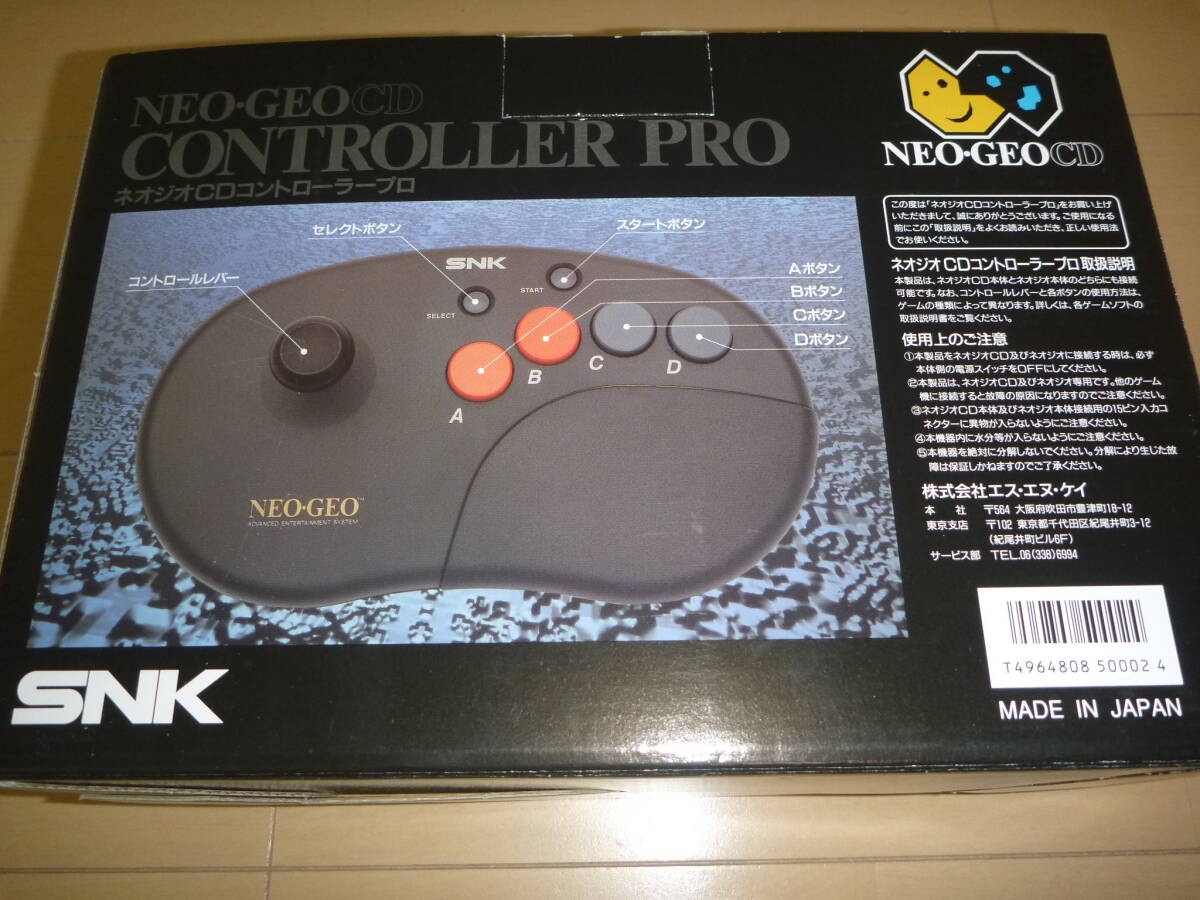 NEO·GEOCD
CONTROLLER PRO
ネオジオCDコントローラープロ
セレクトボタン
スタートボタン
コントロールレバー
Aボタン
Bボタン
Cボタン
Dボタン
SNK
START
SELECT
A
B
C
D
NEO·GEO™
ADVANCED ENTERTAINMENT SYSTEM
SNK
NEO·GEOCD
この度は「ネオジオCDコントローラープロ」をお買い上げ
いただきまして、誠にありがとうございます。ご使用になる
前にこの「取扱説明」をよくお読みいただき、正しい使用法
でお使いください。
ネオジオCDコントローラープロ取扱説明
本製品は、ネオジオCD本体とネオジオ本体のどちらにも接続
可能です。なお、コントロールレバーと各ボタンの使用方法は、
ゲームの種類によって異なります。詳しくは、各ゲームソフトの
取扱説明書をご覧ください。
使用上のご注意
①本製品をネオジオCD及びネオジオに接続する時は、必ず
本体側の電源スイッチをOFFにしてください。
②本製品は、ネオジオCD及びネオジオ専用です。他のゲーム
機に接続すると故障の原因になりますのでご注意ください。
③ネオジオCD本体及びネオジオ本体接続用の15ピン入力コ
ネクターに異物が入らないようにご注意ください。
④本機器内に水分等が入らないようにご注意ください。
⑤本機器を絶対に分解しないでください。分解により生じた故
障は保証しかねますのでご了承ください。
株式会社エス・エヌ・ケイ
本 社 〒564 大阪府吹田市豊津町18-12
東京支店 〒102 東京都千代田区紀尾井町3-12
(紀尾井町ビル6F)
サービス部 TEL.06(338)6994
T4964808 50002 4
MADE IN JAPAN